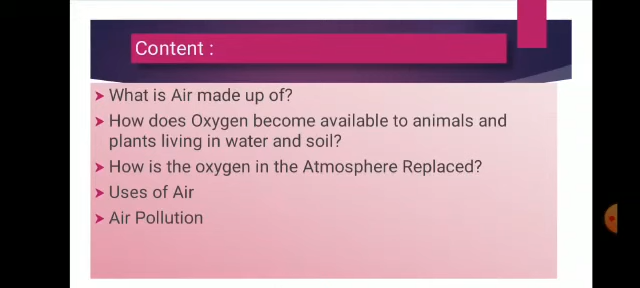 Content :
What is Air made up of?
How does Oxygen become available to animals and
plants living in water and soil?
How is the oxygen in the Atmosphere Replaced?
Uses of Air
Air Pollution